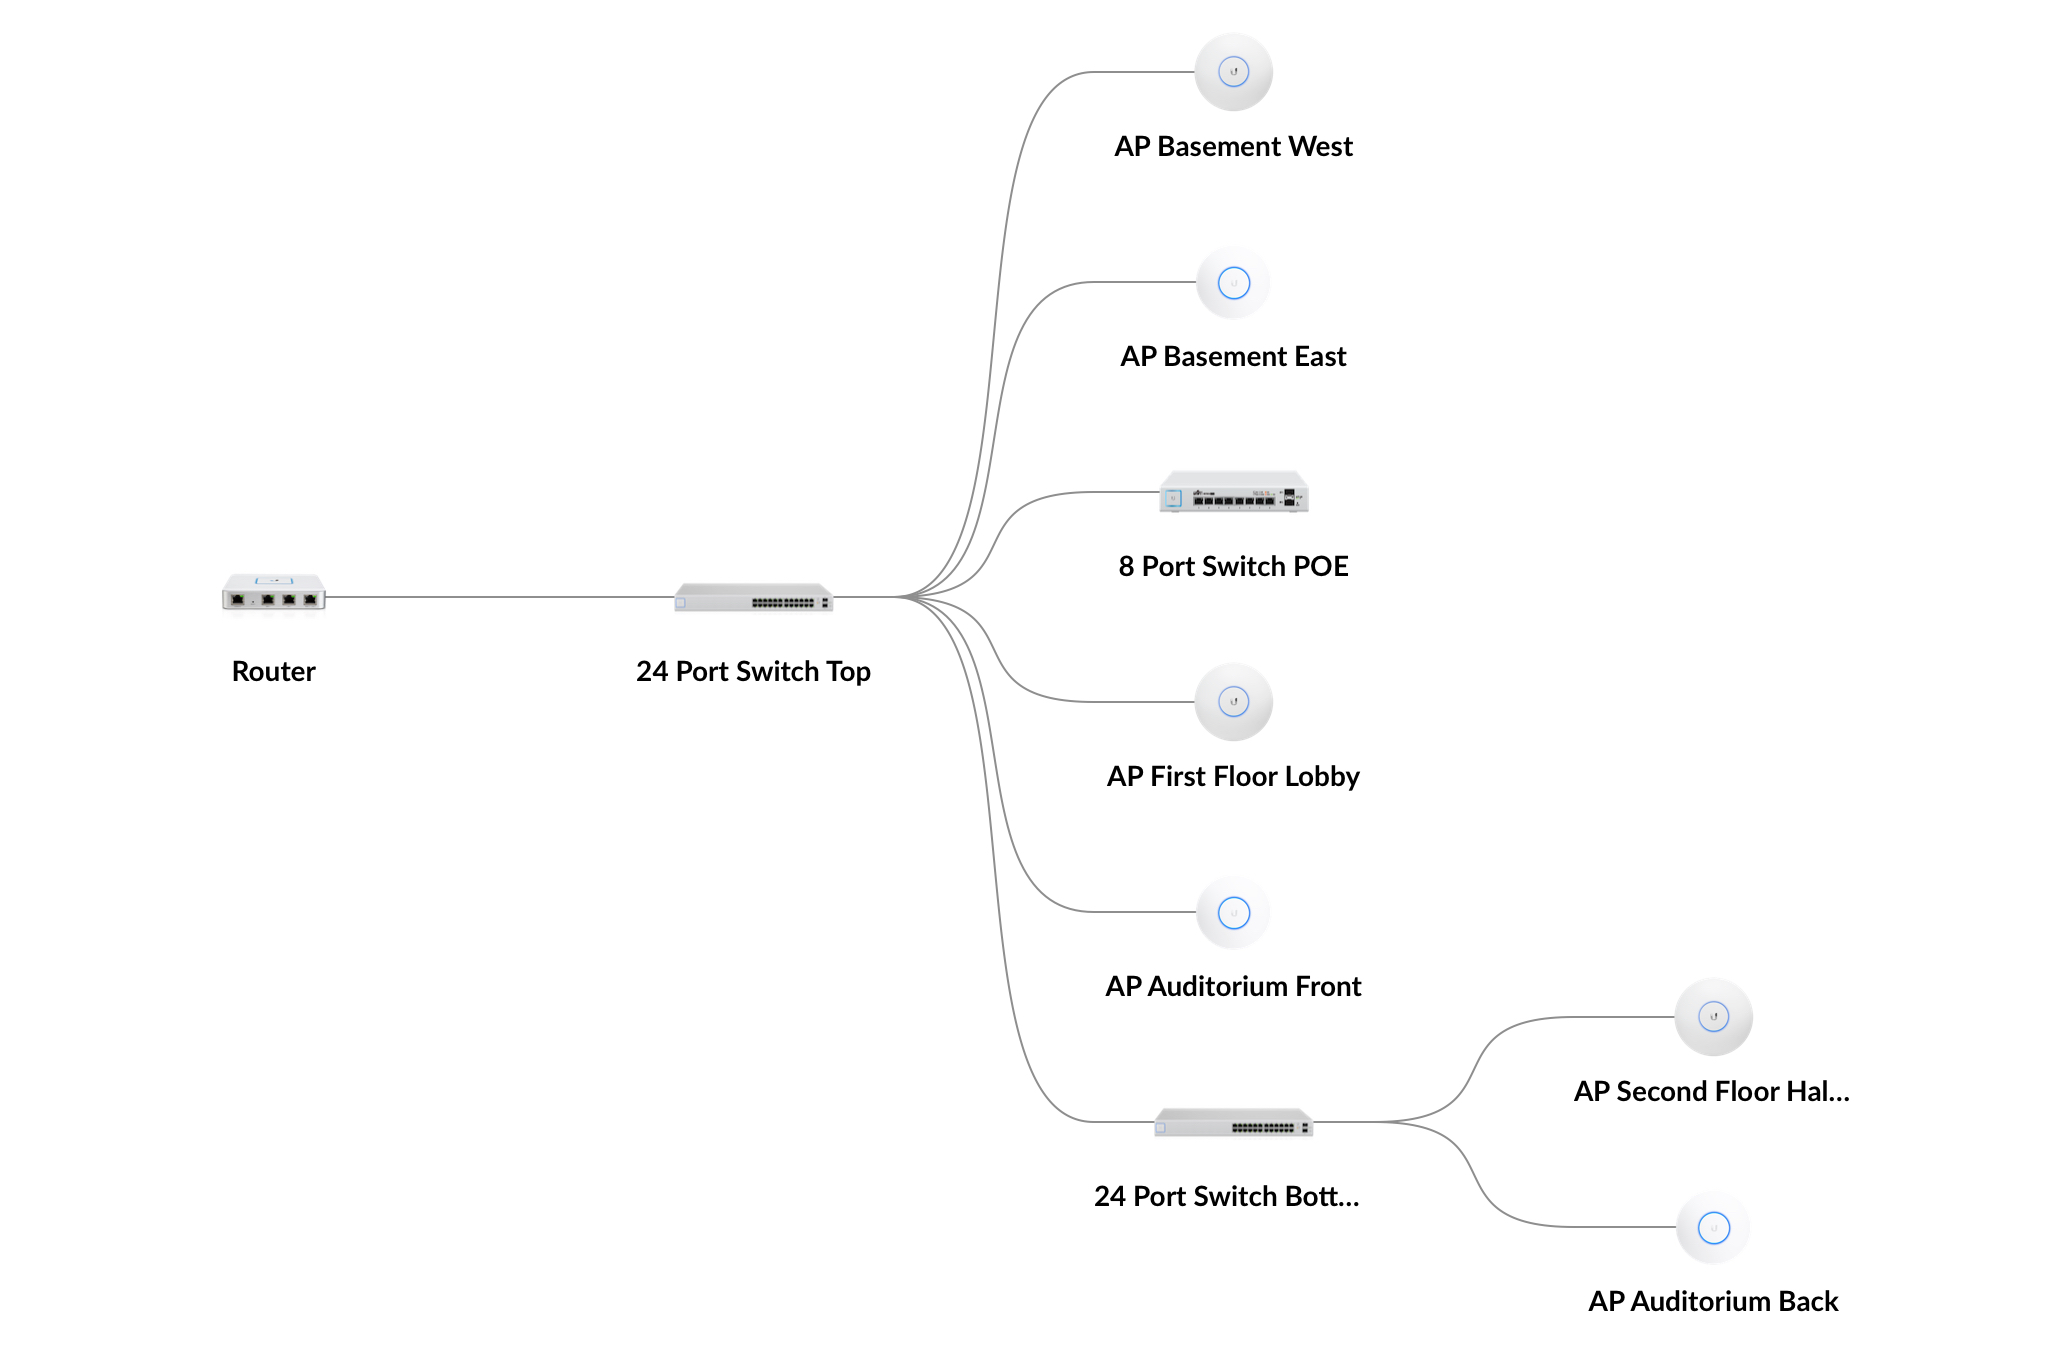 AP Basement West
AP Basement East
8 Port Switch POE
Router
24 Port Switch Top
AP First Floor Lobby
AP Auditorium Front
AP Second Floor Hal...
24 Port Switch Bott...
AP Auditorium Back